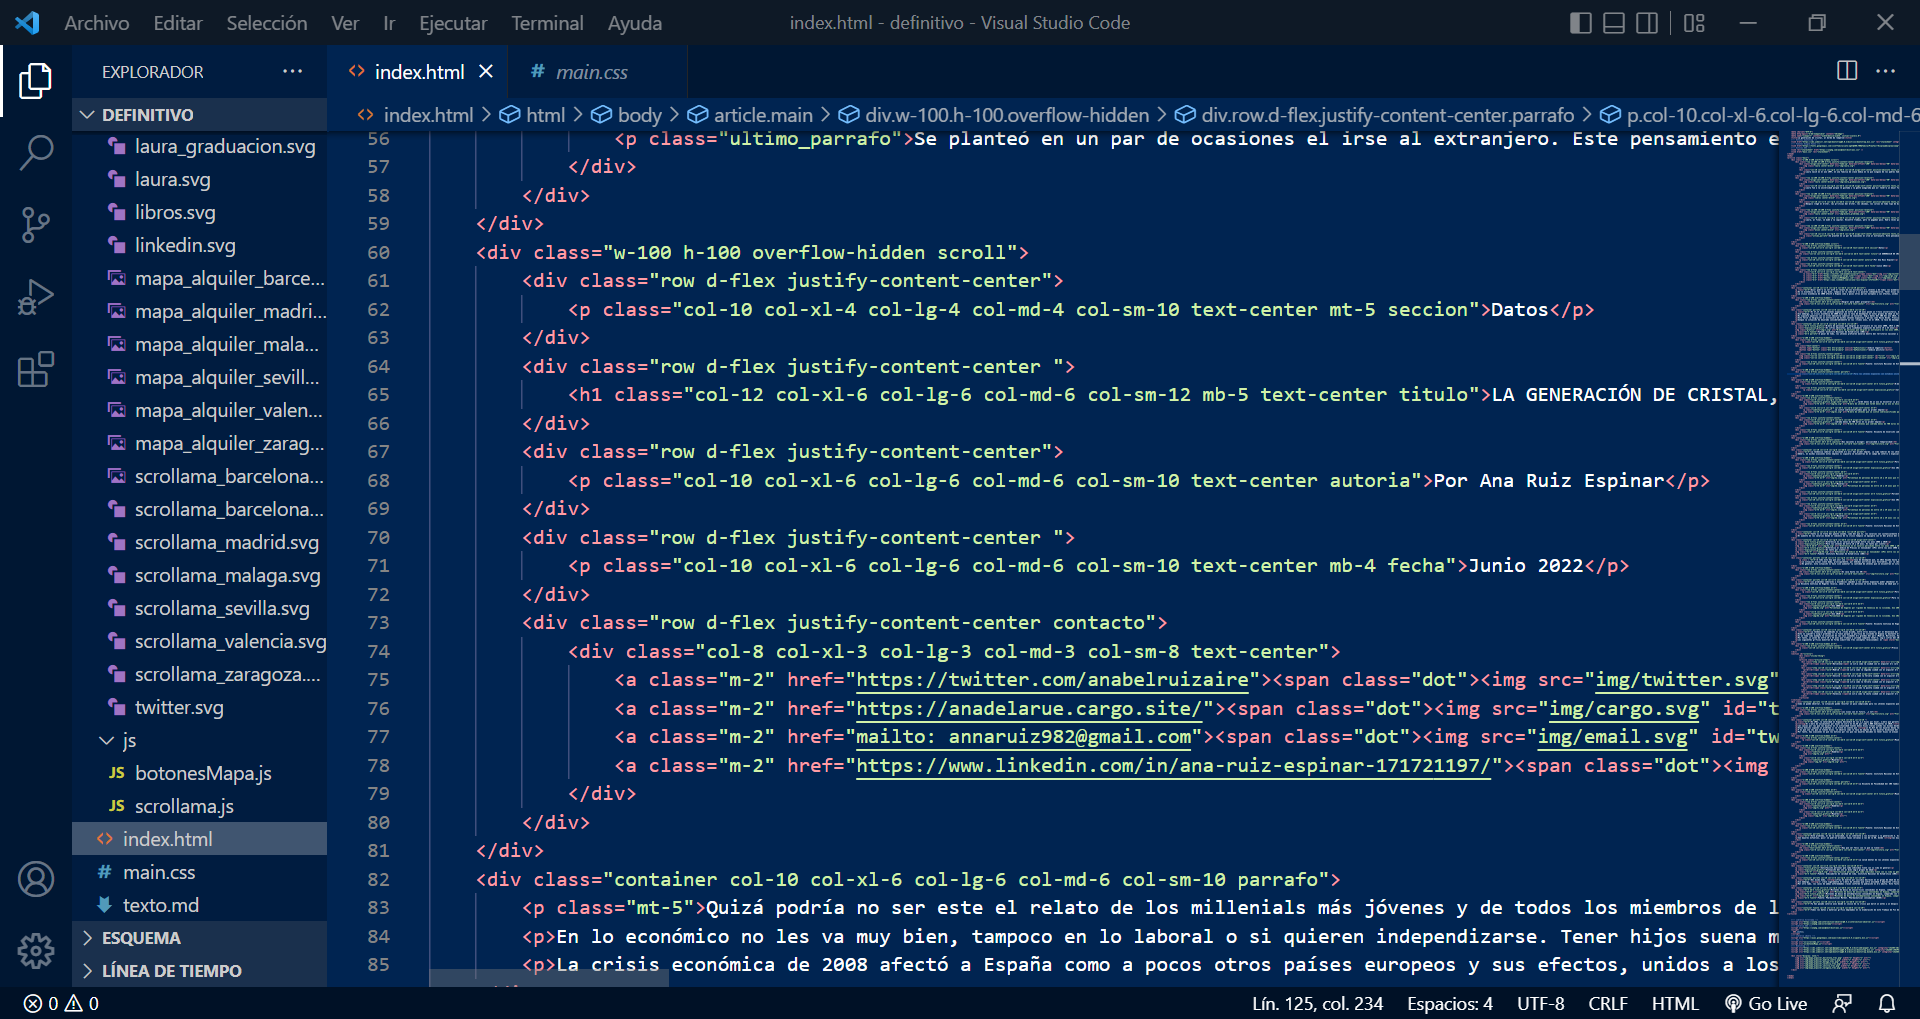 Archivo Editar Selección Ver Ir Ejecutar Terminal Ayuda
index.html - definitivo - Visual Studio Code
EXPLORADOR ···
DEFINITIVO
laura_graduacion.svg
laura.svg
libros.svg
linkedin.svg
mapa_alquiler_barce...
mapa_alquiler_madri...
mapa_alquiler_mala...
mapa_alquiler_sevill...
mapa_alquiler_valen...
mapa_alquiler_zarag...
scrollama_barcelona...
scrollama_barcelona...
scrollama_madrid.svg
scrollama_malaga.svg
scrollama_sevilla.svg
scrollama_valencia.svg
scrollama_zaragoza....
twitter.svg
js
JS botonesMapa.js
JS scrollama.js
<> index.html
# main.css
texto.md
ESQUEMA
LÍNEA DE TIEMPO
<> index.html
# main.css
<> index.html > html > body > article.main > div.w-100.h-100.overflow-hidden > div.row.d-flex.justify-content-center.parrafo > p.col-10.col-xl-6.col-lg-6.col-md-6
56 <p class="ultimo_parrafo">Se planteó en un par de ocasiones el irse al extranjero. Este pensamiento e
57 </div>
58 </div>
59 </div>
60 <div class="w-100 h-100 overflow-hidden scroll">
61 <div class="row d-flex justify-content-center">
62 <p class="col-10 col-xl-4 col-lg-4 col-md-4 col-sm-10 text-center mt-5 seccion">Datos</p>
63 </div>
64 <div class="row d-flex justify-content-center ">
65 <h1 class="col-12 col-xl-6 col-lg-6 col-md-6 col-sm-12 mb-5 text-center titulo">LA GENERACIÓN DE CRISTAL,
66 </div>
67 <div class="row d-flex justify-content-center">
68 <p class="col-10 col-xl-6 col-lg-6 col-md-6 col-sm-10 text-center autoria">Por Ana Ruiz Espinar</p>
69 </div>
70 <div class="row d-flex justify-content-center ">
71 <p class="col-10 col-xl-6 col-lg-6 col-md-6 col-sm-10 text-center mb-4 fecha">Junio 2022</p>
72 </div>
73 <div class="row d-flex justify-content-center contacto">
74 <div class="col-8 col-xl-3 col-lg-3 col-md-3 col-sm-8 text-center">
75 <a class="m-2" href="https://twitter.com/anabelruizaire"><span class="dot"><img src="img/twitter.svg"
76 <a class="m-2" href="https://anadelarue.cargo.site/"><span class="dot"><img src="img/cargo.svg" id="t
77 <a class="m-2" href="mailto: annaruiz982@gmail.com"><span class="dot"><img src="img/email.svg" id="tw
78 <a class="m-2" href="https://www.linkedin.com/in/ana-ruiz-espinar-171721197/"><span class="dot"><img
79 </div>
80 </div>
81 </div>
82 <div class="container col-10 col-xl-6 col-lg-6 col-md-6 col-sm-10 parrafo">
83 <p class="mt-5">Quizá podría no ser este el relato de los millenials más jóvenes y de todos los miembros de l
84 <p>En lo económico no les va muy bien, tampoco en lo laboral o si quieren independizarse. Tener hijos suena m
85 <p>La crisis económica de 2008 afectó a España como a pocos otros países europeos y sus efectos, unidos a los
0 0
Lín. 125, col. 234 Espacios: 4 UTF-8 CRLF HTML Go Live